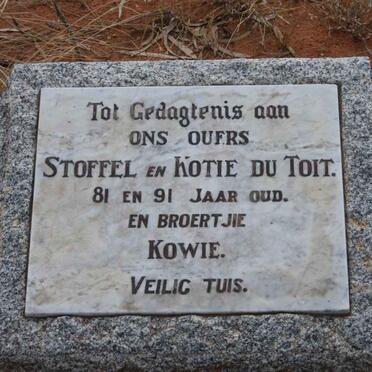 Tot Gedagtenis aan
ONS OUERS
STOFFEL EN KOTIE DU TOIT.
81 EN 91 JAAR OUD.
EN BROERTJIE
KOWIE.
VEILIG TUIS.